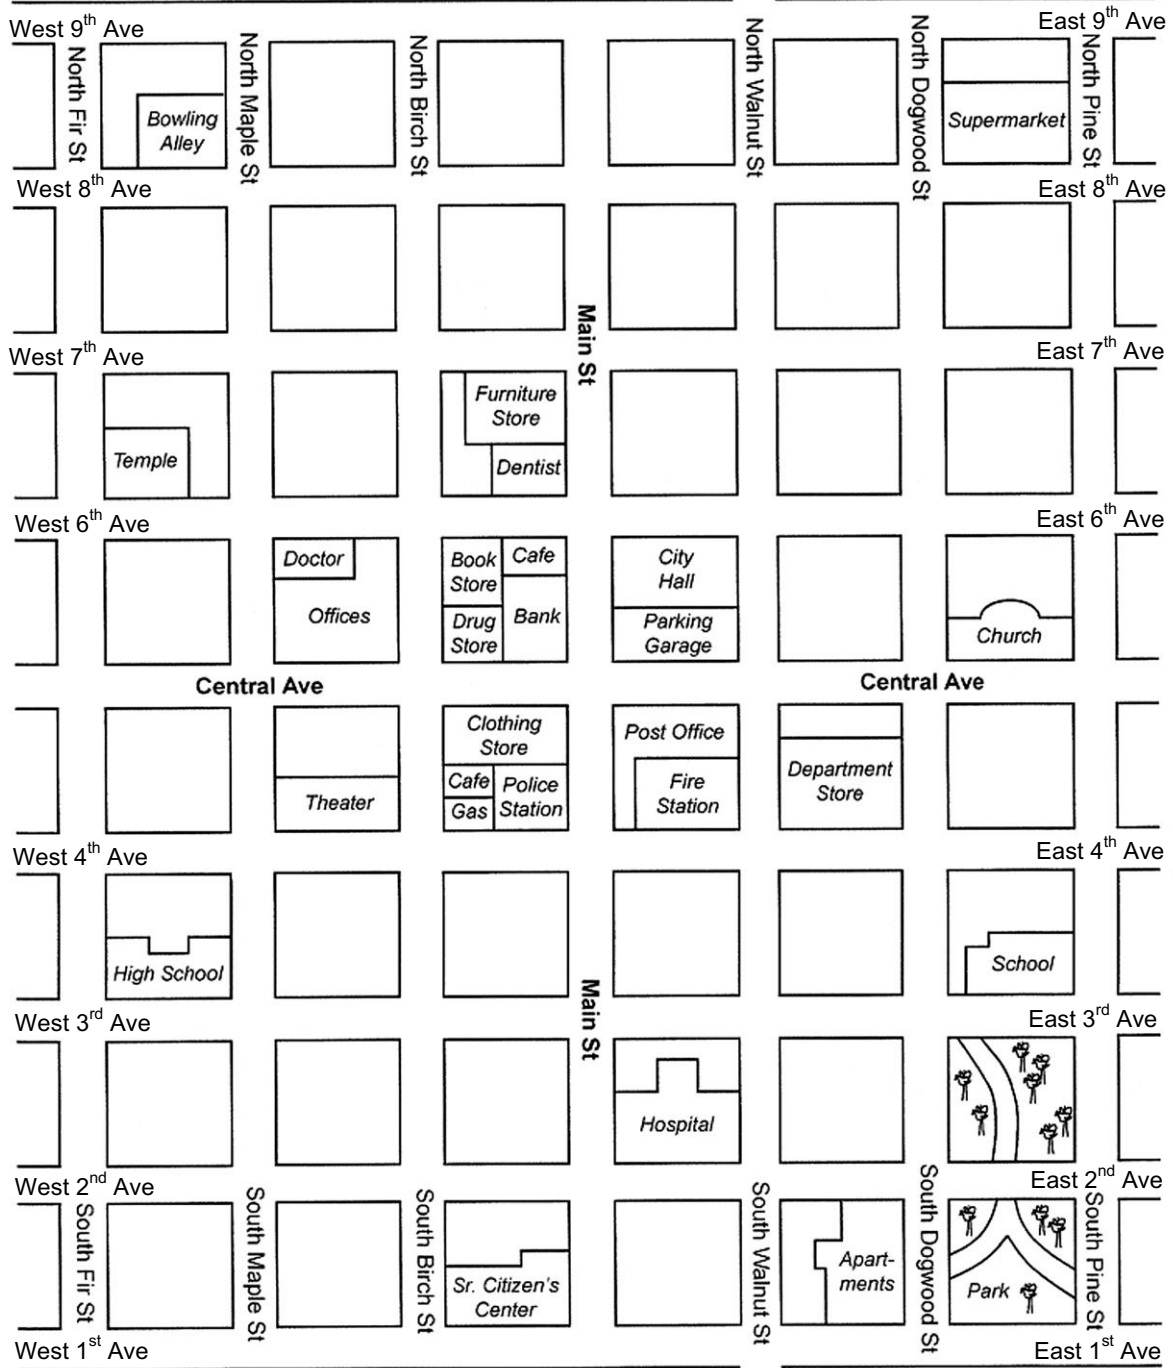 West 9th Ave
East 9th Ave
North Fir St
North Maple St
North Birch St
North Walnut St
North Dogwood St
North Pine St
Bowling
Alley
Supermarket
West 8th Ave
East 8th Ave
Main St
West 7th Ave
East 7th Ave
Furniture
Store
Temple
Dentist
West 6th Ave
East 6th Ave
Doctor
Offices
Book
Store
Cafe
Drug
Store
Bank
City
Hall
Parking
Garage
Church
Central Ave
Central Ave
Clothing
Store
Post Office
Theater
Cafe
Gas
Police
Station
Fire
Station
Department
Store
West 4th Ave
East 4th Ave
High School
School
Main St
West 3rd Ave
East 3rd Ave
Hospital
West 2nd Ave
East 2nd Ave
South Fir St
South Maple St
South Birch St
Sr. Citizen's
Center
South Walnut St
Apart-
ments
South Dogwood St
Park
South Pine St
West 1st Ave
East 1st Ave